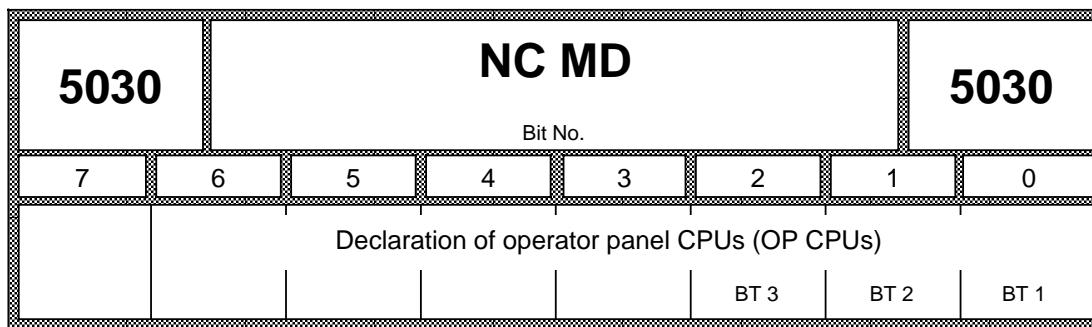 5030 NC MD 5030
Bit No.
7 6 5 4 3 2 1 0
Declaration of operator panel CPUs (OP CPUs)
BT 3 BT 2 BT 1